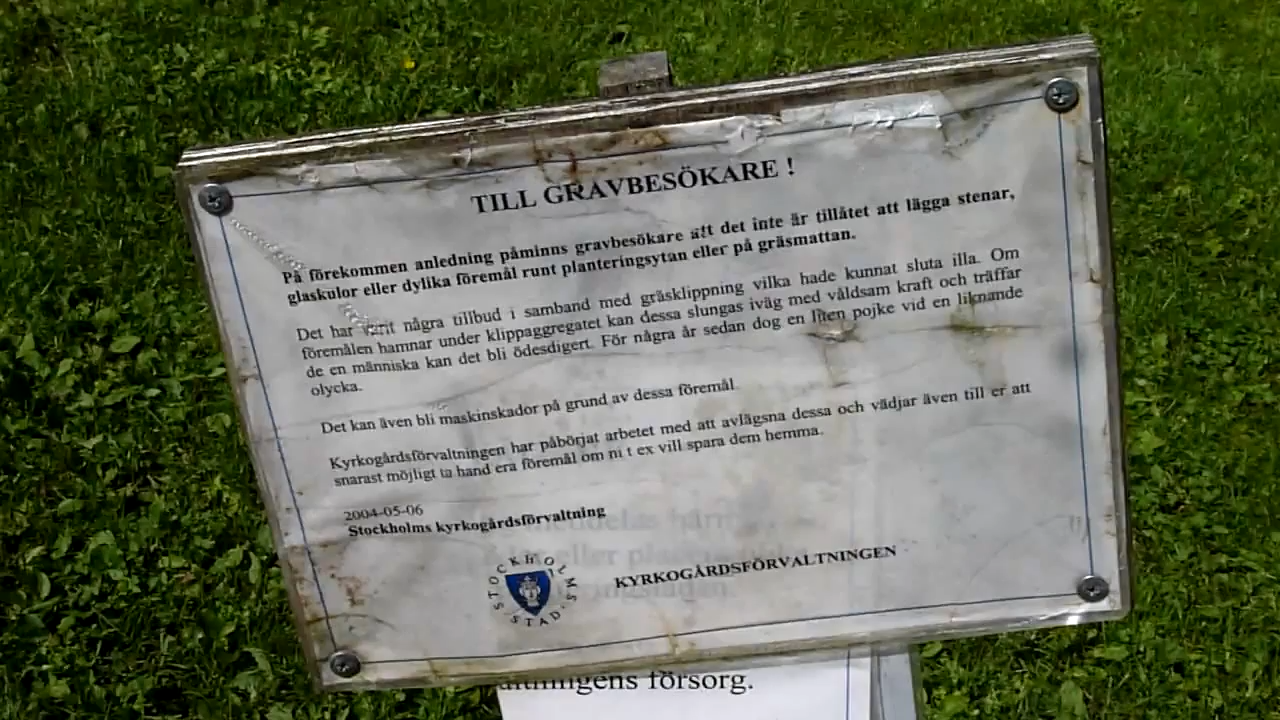 TILL GRAVBESÖKARE !
På förekommen anledning påminns gravbesökare att det inte är tillåtet att lägga stenar,
glaskulor eller dylika föremål runt planteringsytan eller på gräsmattan.
Det har varit några tillbud i samband med gräsklippning vilka hade kunnat sluta illa. Om
föremålen hamnar under klippaggregatet kan dessa slungas iväg med våldsam kraft och träffar
de en människa kan det bli ödesdigert. För några år sedan dog en liten pojke vid en liknande
olycka.
Det kan även bli maskinskador på grund av dessa föremål.
Kyrkogårdsförvaltningen har påbörjat arbetet med att avlägsna dessa och vädjar även till er att
snarast möjligt ta hand era föremål om ni t ex vill spara dem hemma.
2004-05-06
Stockholms kyrkogårdsförvaltning
STOCKHOLMS STAD
KYRKOGÅRDSFÖRVALTNINGEN
försorg.